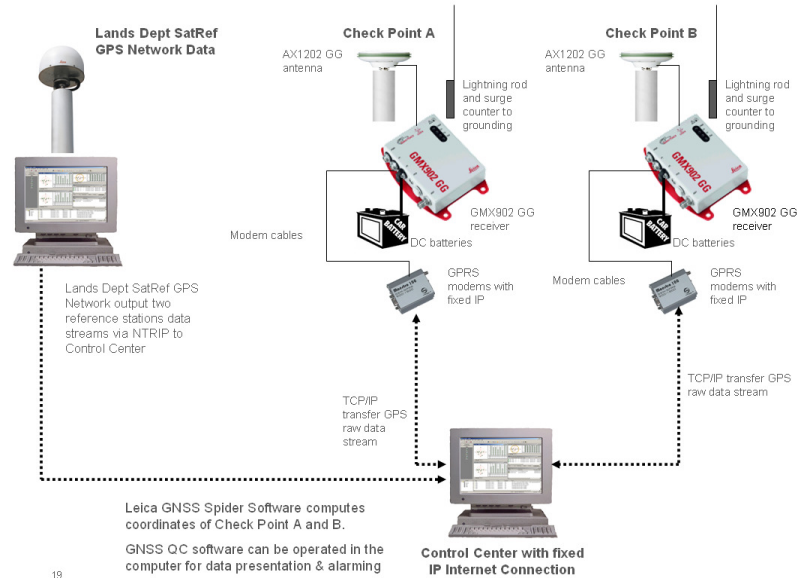 Lands Dept SatRef
GPS Network Data
Check Point A
AX1202 GG
antenna
Lightning rod
and surge
counter to
grounding
GMX902 GG
GMX902 GG
receiver
CAR
BATTERY
DC batteries
Modem cables
GPRS
modems with
fixed IP
Check Point B
AX1202 GG
antenna
Lightning rod
and surge
counter to
grounding
GMX902 GG
GMX902 GG
receiver
CAR
BATTERY
DC batteries
Modem cables
GPRS
modems with
fixed IP
Lands Dept SatRef GPS
Network output two
reference stations data
streams via NTRIP to
Control Center
TCP/IP
transfer GPS
raw data
stream
TCP/IP transfer GPS
raw data stream
Leica GNSS Spider Software computes
coordinates of Check Point A and B.
GNSS QC software can be operated in the
computer for data presentation & alarming
Control Center with fixed
IP Internet Connection
19